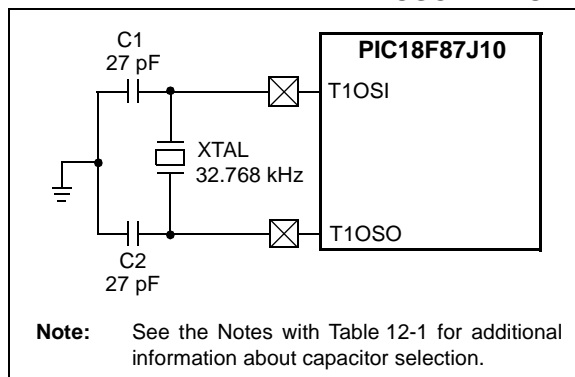 C1
27 pF
PIC18F87J10
T1OSI
XTAL
32.768 kHz
T1OSO
C2
27 pF
Note: See the Notes with Table 12-1 for additional
information about capacitor selection.